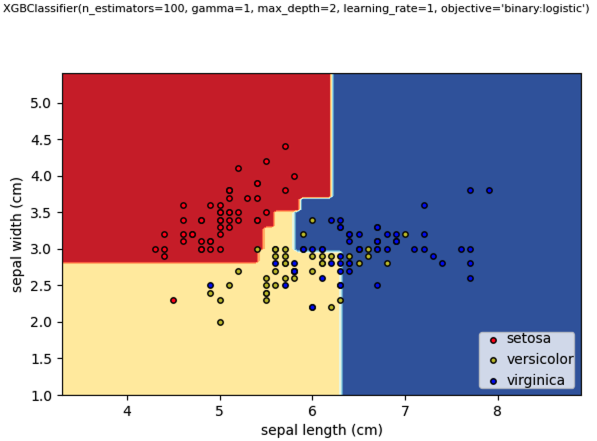 XGBClassifier(n_estimators=100, gamma=1, max_depth=2, learning_rate=1, objective='binary:logistic')
5.0
4.5
4.0
3.5
3.0
2.5
2.0
1.5
1.0
sepal width (cm)
setosa
versicolor
virginica
4 5 6 7 8
sepal length (cm)